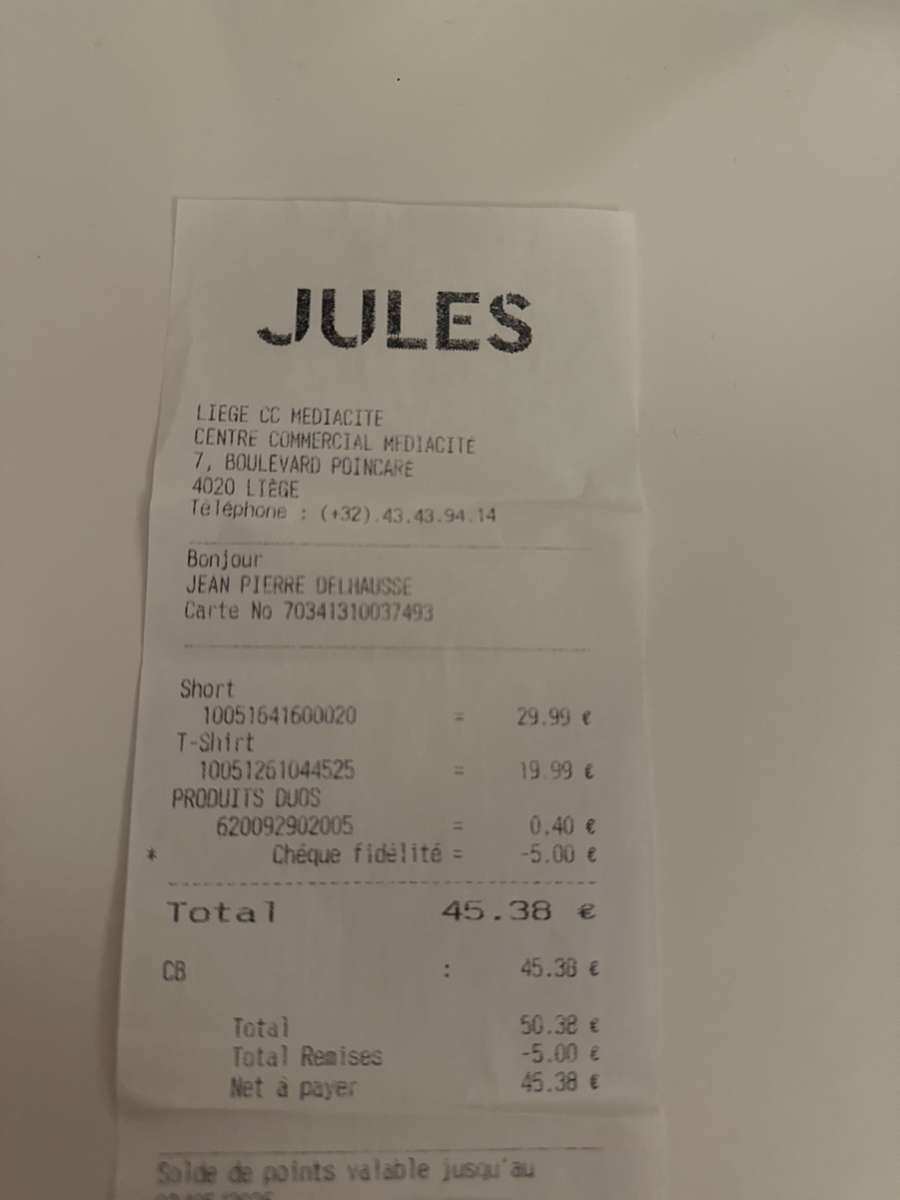 JULES
LIEGE CC MEDIACITE
CENTRE COMMERCIAL MEDIACITÉ
7, BOULEVARD POINCARÉ
4020 LIÈGE
Téléphone : (+32).43.43.94.14
Bonjour
JEAN PIERRE DELHAUSSE
Carte No 70341310037493
Short
10051641600020 = 29.99 €
T-Shirt
10051261044525 = 19.99 €
PRODUITS DUOS
620092902005 = 0.40 €
* Chéque fidélité = -5.00 €
Total 45.38 €
CB : 45.38 €
Total 50.38 €
Total Remises -5.00 €
Net à payer 45.38 €
Solde de points valable jusqu'au